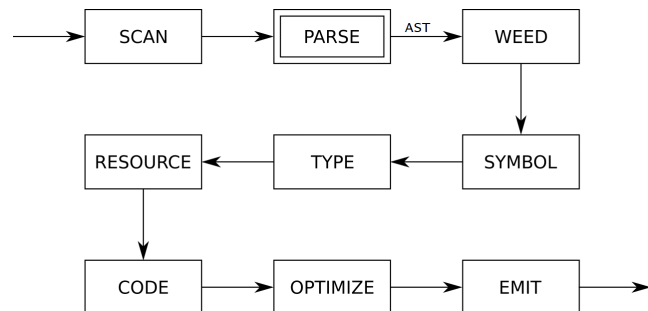 SCAN
PARSE
AST
WEED
RESOURCE
TYPE
SYMBOL
CODE
OPTIMIZE
EMIT